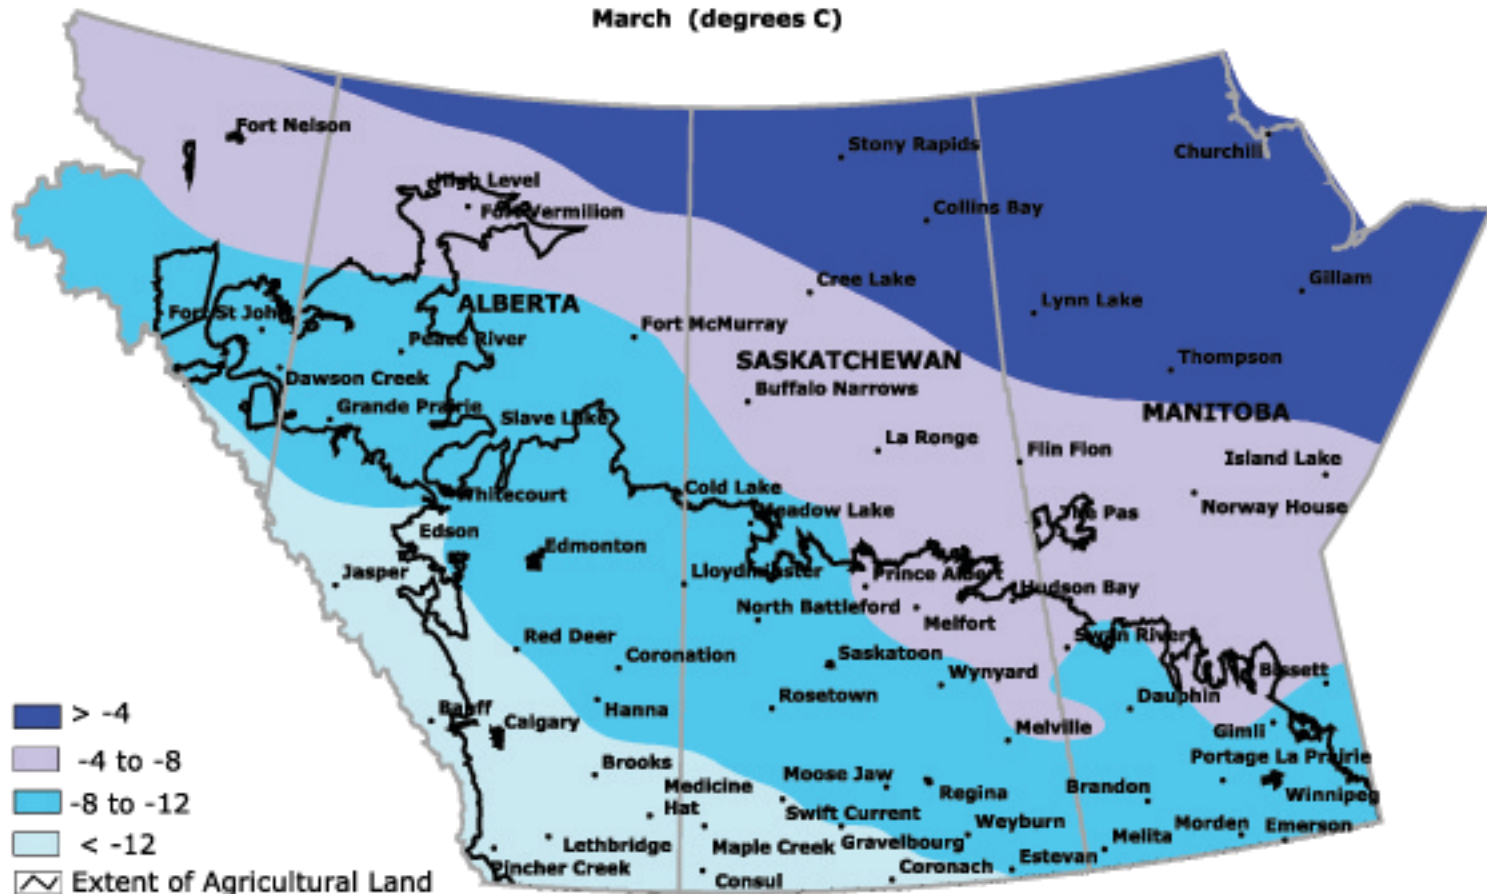 March (degrees C)
Fort Nelson
Stony Rapids
Churchill
High Level
Fort Vermilion
Collins Bay
Cree Lake
Gillam
Lynn Lake
ALBERTA
Fort St John
Fort McMurray
Peace River
SASKATCHEWAN
Thompson
Dawson Creek
Buffalo Narrows
Grande Prairie
MANITOBA
Slave Lake
La Ronge
Flin Flon
Island Lake
Cold Lake
Whitecourt
Norway House
Meadow Lake
The Pas
Edson
Edmonton
Jasper
Lloydminster
Prince Albert
Hudson Bay
North Battleford
Melfort
Red Deer
Swan River
Coronation
Saskatoon
Wynyard
Bissett
Rosetown
Dauphin
Hanna
Banff
Calgary
Melville
Gimli
> -4
-4 to -8
-8 to -12
< -12
Brooks
Portage La Prairie
Medicine
Hat
Moose Jaw
Regina
Brandon
Winnipeg
Swift Current
Weyburn
Morden
Emerson
Melita
Lethbridge
Maple Creek
Gravelbourg
Estevan
Pincher Creek
Coronach
Consul
Extent of Agricultural Land